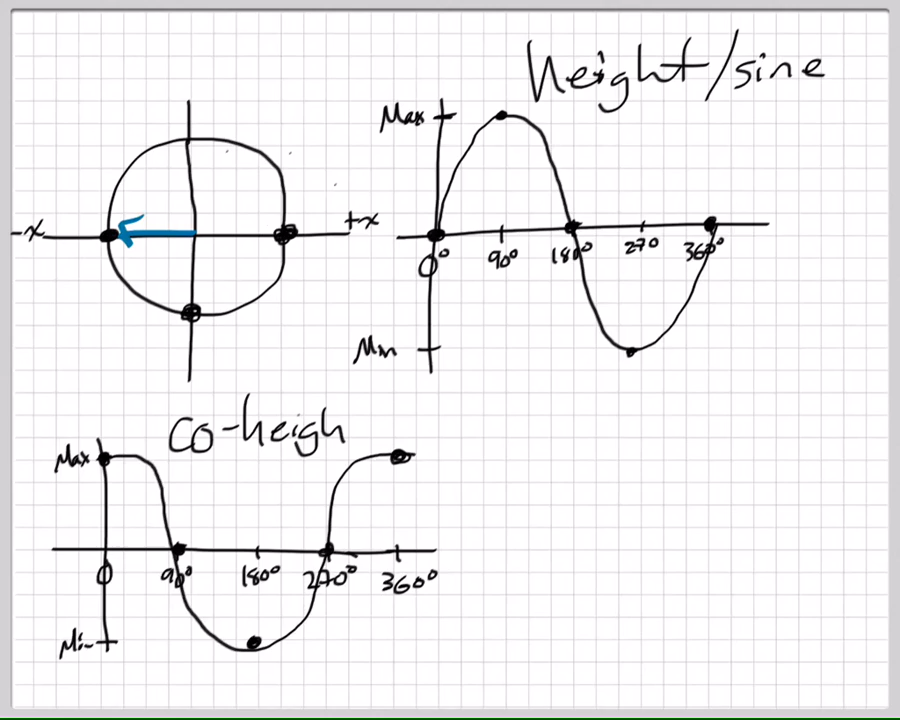 Height/sine
Max
-x
+x
0° 90° 180° 270 360°
Min
Co-heigh
Max
0 90° 180° 270° 360°
Min